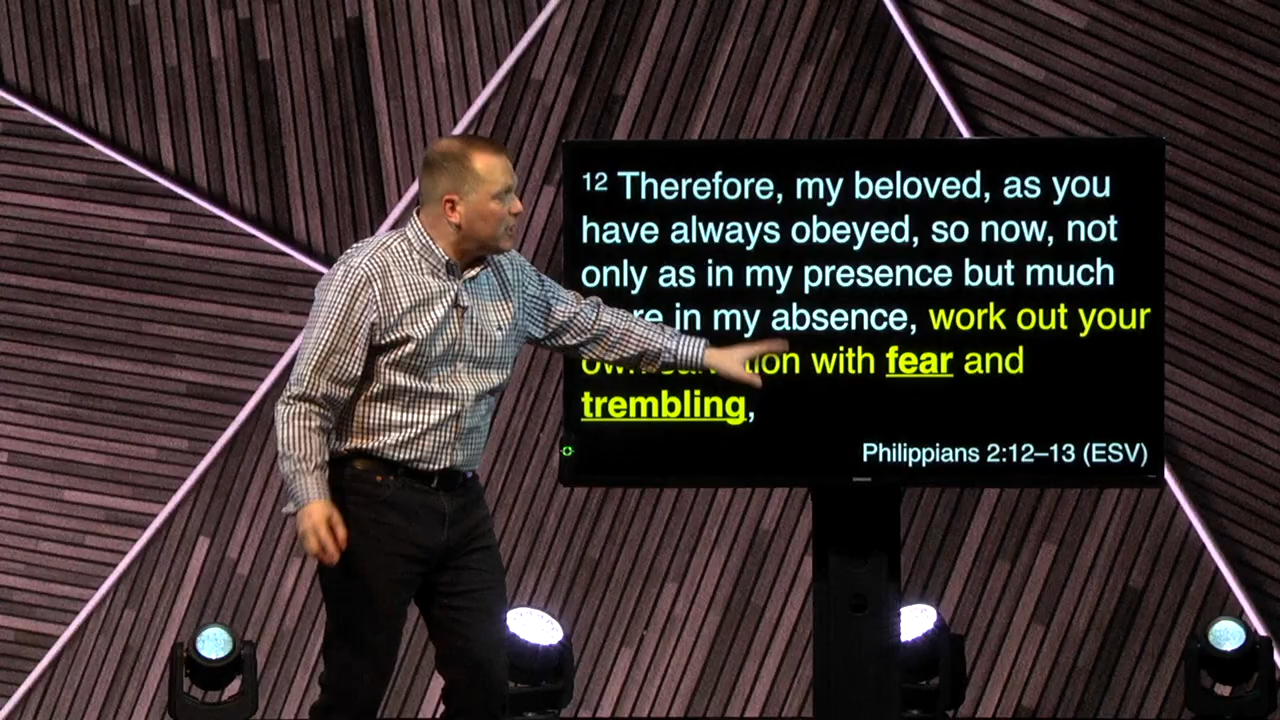 12 Therefore, my beloved, as you
have always obeyed, so now, not
only as in my presence but much
in my absence, work out your
with fear and
trembling,
Philippians 2:12–13 (ESV)